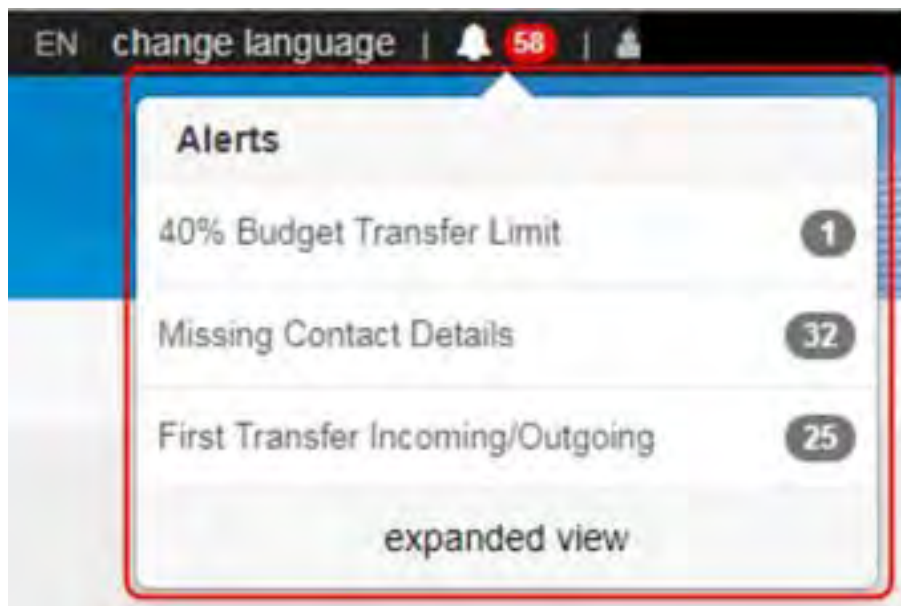 EN change language | 58 |
Alerts
40% Budget Transfer Limit 1
Missing Contact Details 32
First Transfer Incoming/Outgoing 25
expanded view